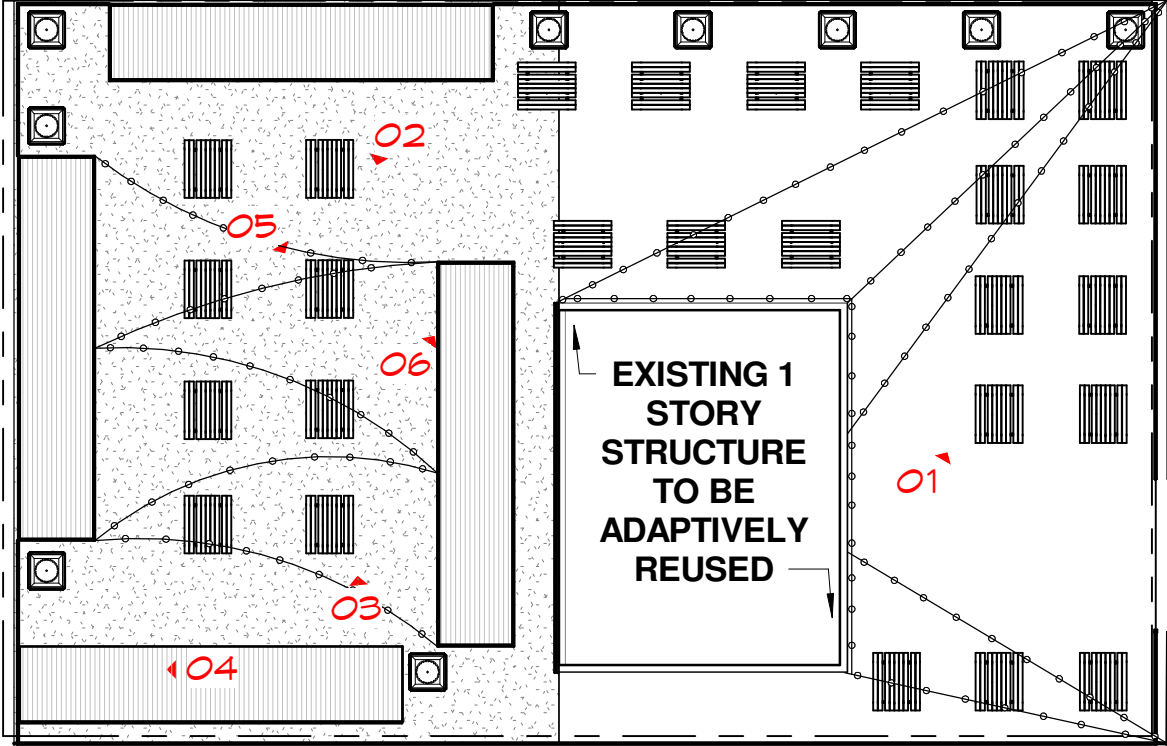 02
05
06
EXISTING 1
STORY
STRUCTURE
TO BE
ADAPTIVELY
REUSED
01
03
04